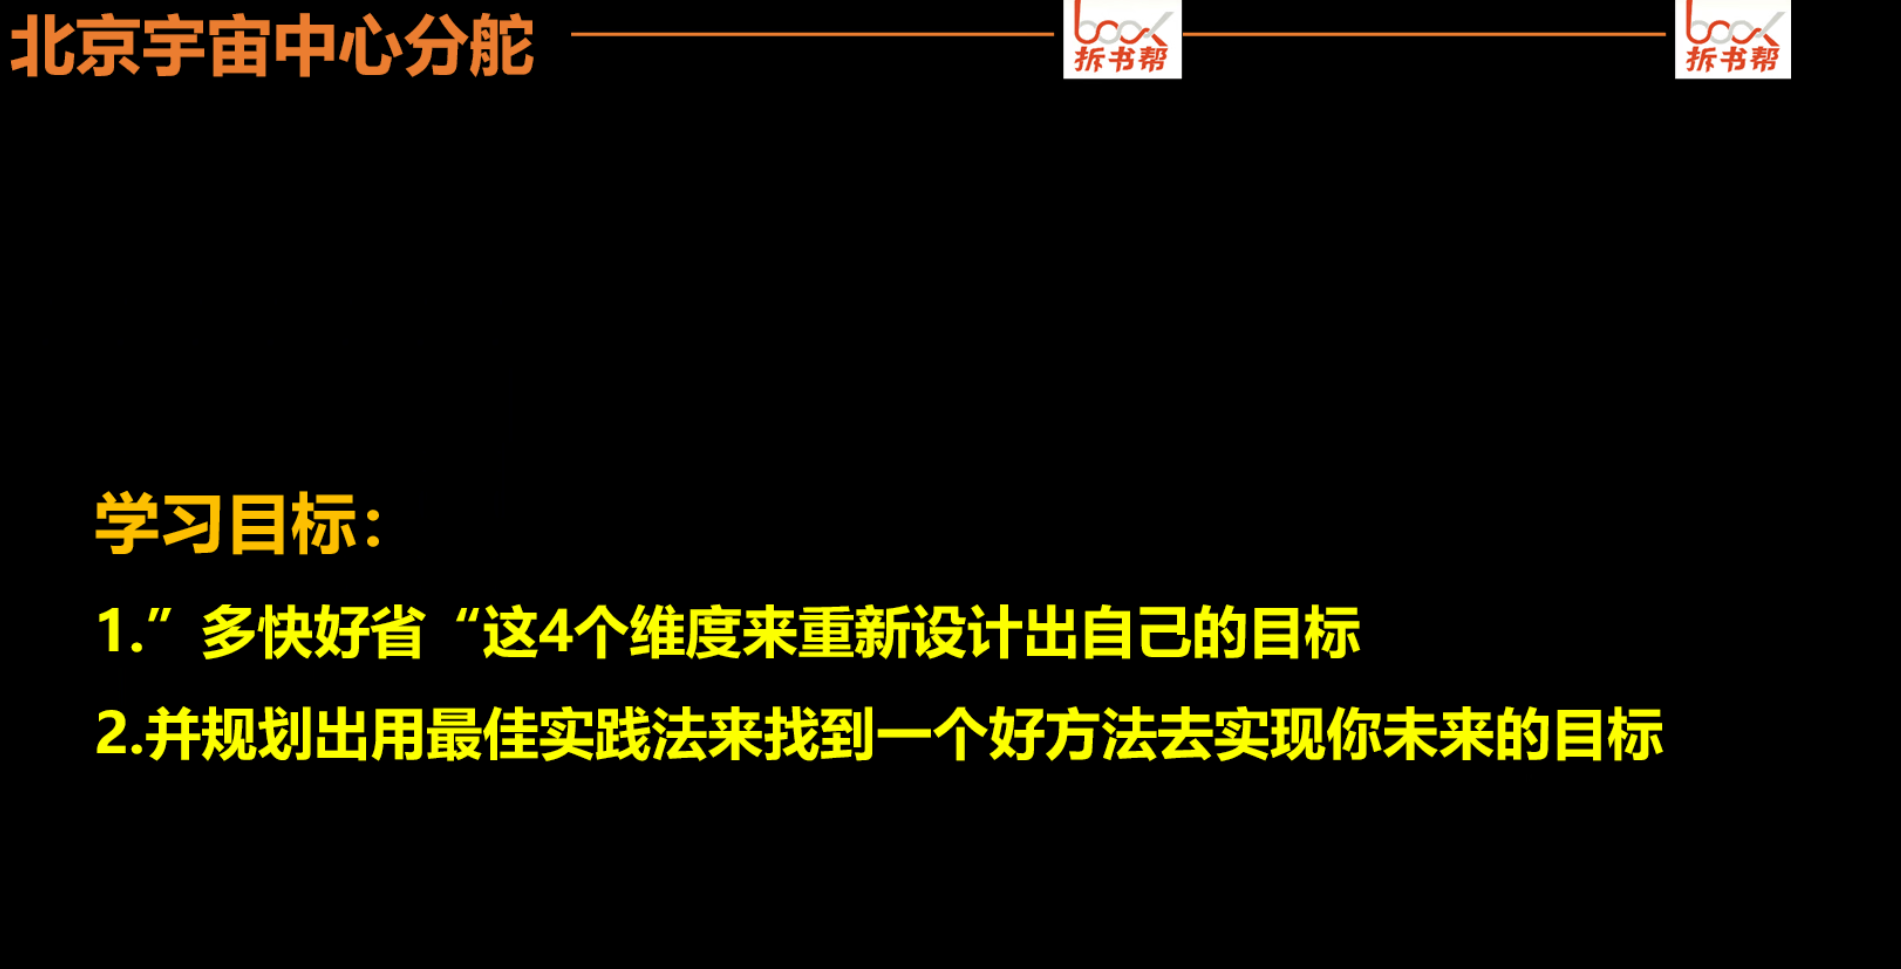 北京宇宙中心分舵
book
拆书帮
book
拆书帮
学习目标：
1.”多快好省“这4个维度来重新设计出自己的目标
2.并规划出用最佳实践法来找到一个好方法去实现你未来的目标